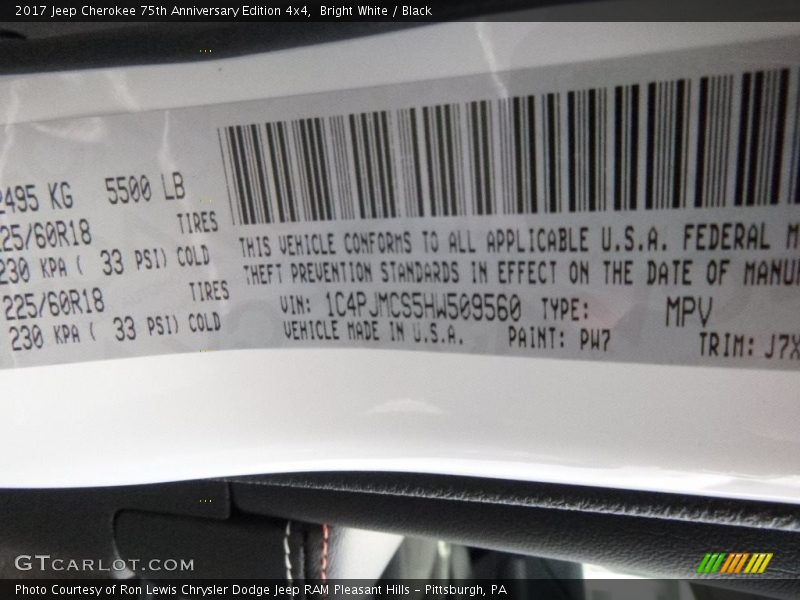 2017 Jeep Cherokee 75th Anniversary Edition 4x4, Bright White / Black
2495 KG 5500 LB
225/60R18 TIRES
230 KPA ( 33 PSI) COLD
225/60R18 TIRES
230 KPA ( 33 PSI) COLD
THIS VEHICLE CONFORMS TO ALL APPLICABLE U.S.A. FEDERAL M
THEFT PREVENTION STANDARDS IN EFFECT ON THE DATE OF MANU
VIN: 1C4PJMCS5HW509560 TYPE: MPV
VEHICLE MADE IN U.S.A. PAINT: PW7 TRIM: J7X
GTCARLOT.COM
Photo Courtesy of Ron Lewis Chrysler Dodge Jeep RAM Pleasant Hills - Pittsburgh, PA